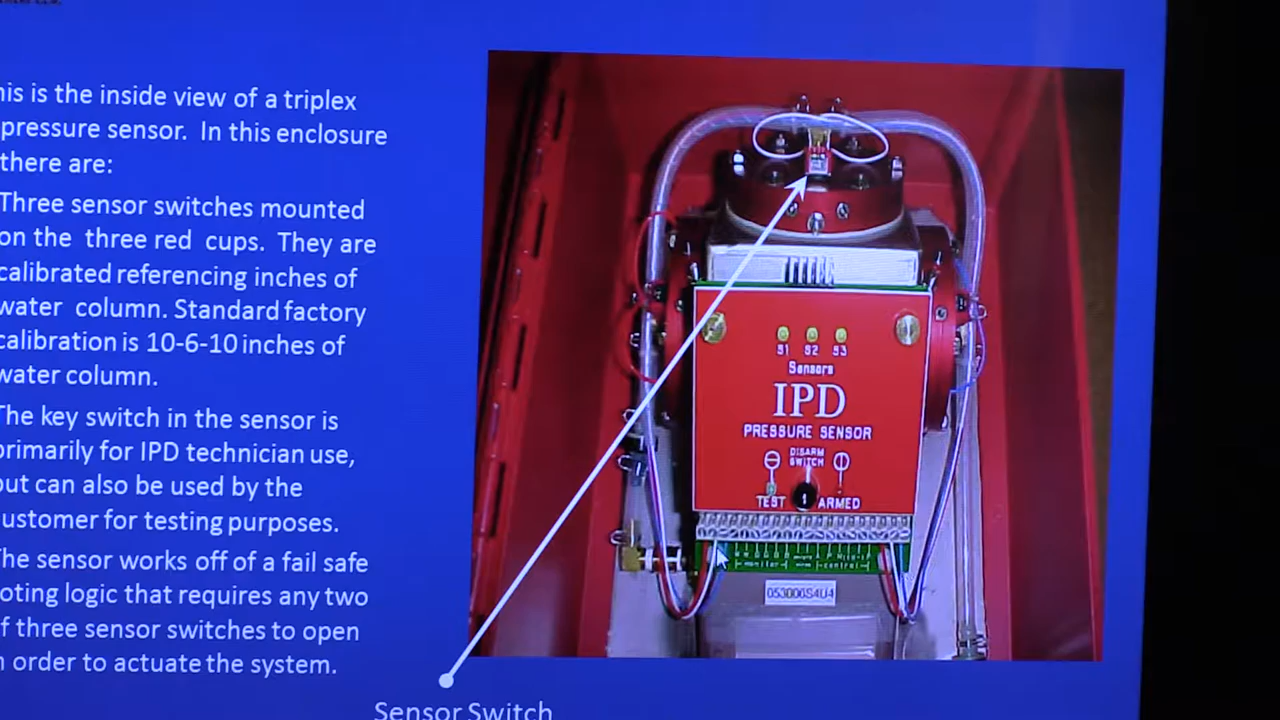 his is the inside view of a triplex
pressure sensor. In this enclosure
there are:
Three sensor switches mounted
on the three red cups. They are
calibrated referencing inches of
water column. Standard factory
calibration is 10-6-10 inches of
water column.
The key switch in the sensor is
primarily for IPD technician use,
but can also be used by the
customer for testing purposes.
The sensor works off of a fail safe
oting logic that requires any two
f three sensor switches to open
n order to actuate the system.
S1 S2 S3
Sensors
IPD
PRESSURE SENSOR
DISARM
SWITCH
TEST ARMED
monitor control
053006S4U4
Sensor Switch